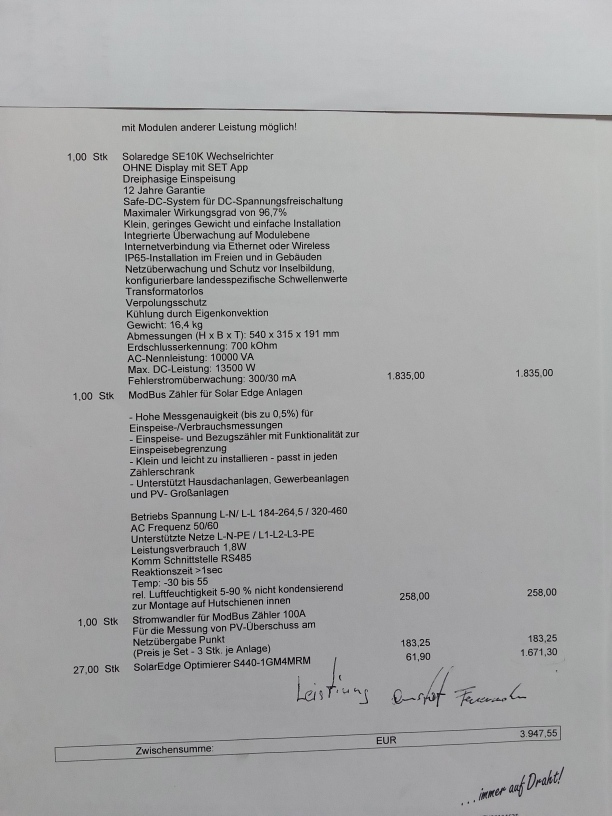 mit Modulen anderer Leistung möglich!
1,00 Stk Solaredge SE10K Wechselrichter
OHNE Display mit SET App
Dreiphasige Einspeisung
12 Jahre Garantie
Safe-DC-System für DC-Spannungsfreischaltung
Maximaler Wirkungsgrad von 96,7%
Klein, geringes Gewicht und einfache Installation
Integrierte Überwachung auf Modulebene
Internetverbindung via Ethernet oder Wireless
IP65-Installation im Freien und in Gebäuden
Netzüberwachung und Schutz vor Inselbildung,
konfigurierbare landesspezifische Schwellenwerte
Transformatorlos
Verpolungsschutz
Kühlung durch Eigenkonvektion
Gewicht: 16,4 kg
Abmessungen (H x B x T): 540 x 315 x 191 mm
Erdschlusserkennung: 700 kOhm
AC-Nennleistung: 10000 VA
Max. DC-Leistung: 13500 W
Fehlerstromüberwachung: 300/30 mA 1.835,00 1.835,00
1,00 Stk ModBus Zähler für Solar Edge Anlagen
- Hohe Messgenauigkeit (bis zu 0,5%) für
Einspeise-/Verbrauchsmessungen
- Einspeise- und Bezugszähler mit Funktionalität zur
Einspeisebegrenzung
- Klein und leicht zu installieren - passt in jeden
Zählerschrank
- Unterstützt Hausdachanlagen, Gewerbeanlagen
und PV- Großanlagen
Betriebs Spannung L-N/ L-L 184-264,5 / 320-460
AC Frequenz 50/60
Unterstützte Netze L-N-PE / L1-L2-L3-PE
Leistungsverbrauch 1,8W
Komm Schnittstelle RS485
Reaktionszeit >1sec
Temp: -30 bis 55
rel. Luftfeuchtigkeit 5-90 % nicht kondensierend
zur Montage auf Hutschienen innen 258,00 258,00
1,00 Stk Stromwandler für ModBus Zähler 100A
Für die Messung von PV-Überschuss am
Netzübergabe Punkt
(Preis je Set - 3 Stk. je Anlage) 183,25 183,25
27,00 Stk SolarEdge Optimierer S440-1GM4MRM 61,90 1.671,30
Leistung
Zwischensumme: EUR 3.947,55
...immer auf Draht!